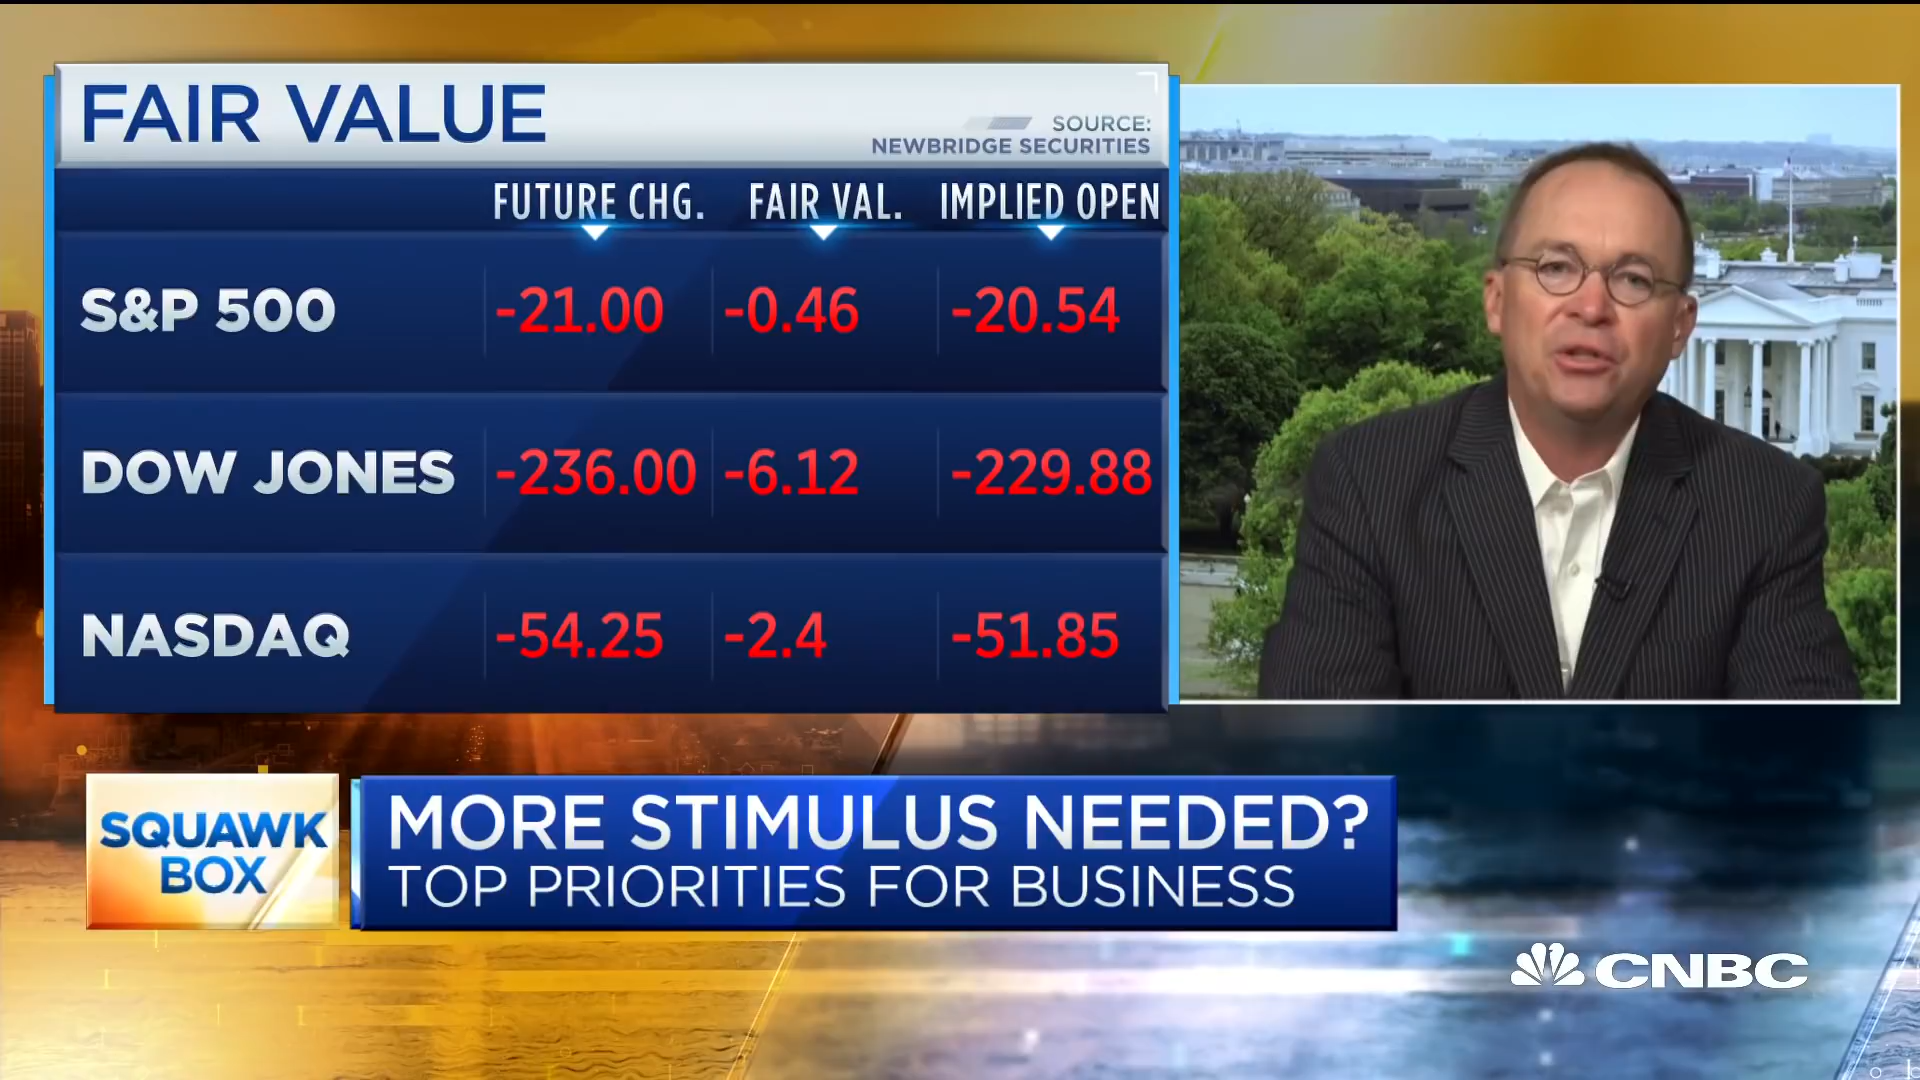 FAIR VALUE
SOURCE:
NEWBRIDGE SECURITIES
FUTURE CHG. FAIR VAL. IMPLIED OPEN
S&P 500 -21.00 -0.46 -20.54
DOW JONES -236.00 -6.12 -229.88
NASDAQ -54.25 -2.4 -51.85
SQUAWK
BOX
MORE STIMULUS NEEDED?
TOP PRIORITIES FOR BUSINESS
CNBC